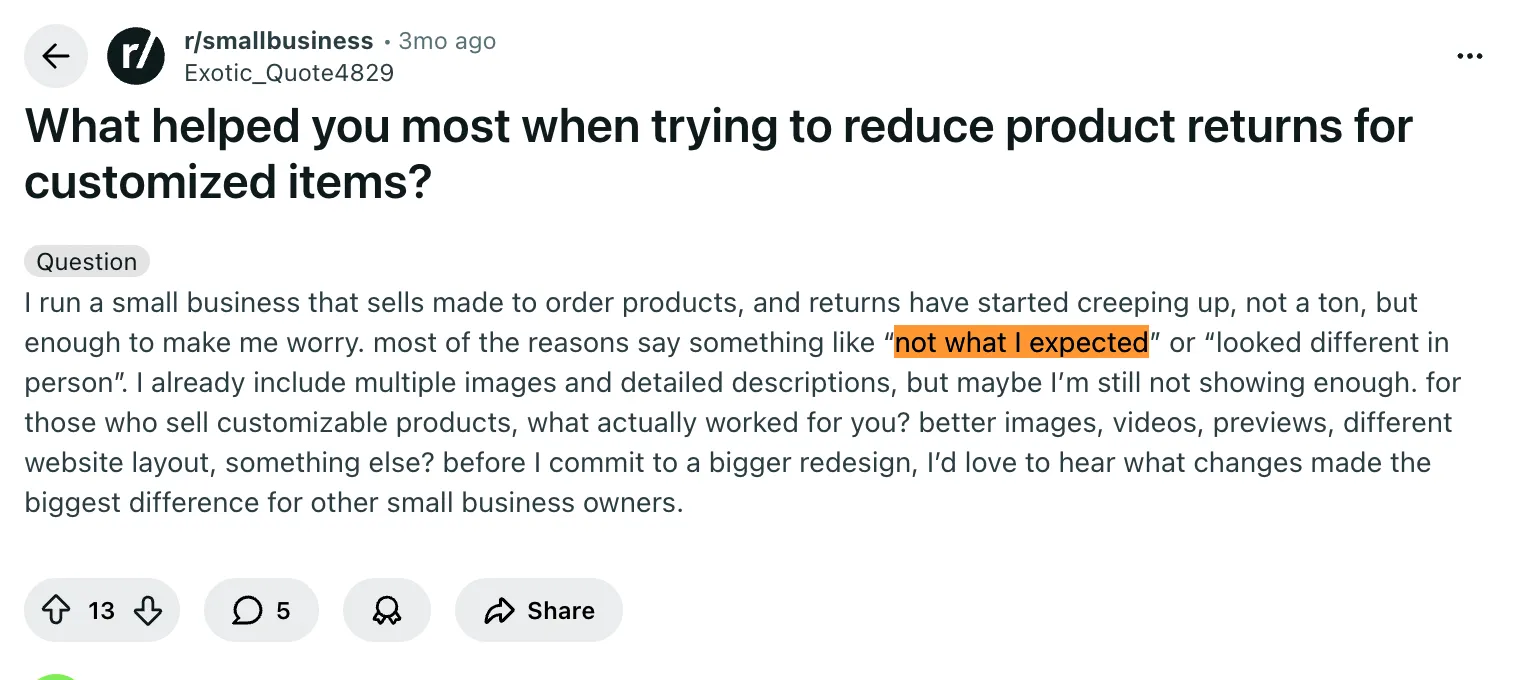 r/smallbusiness • 3mo ago
Exotic_Quote4829
What helped you most when trying to reduce product returns for
customized items?
Question
I run a small business that sells made to order products, and returns have started creeping up, not a ton, but
enough to make me worry. most of the reasons say something like “not what I expected” or “looked different in
person”. I already include multiple images and detailed descriptions, but maybe I’m still not showing enough. for
those who sell customizable products, what actually worked for you? better images, videos, previews, different
website layout, something else? before I commit to a bigger redesign, I’d love to hear what changes made the
biggest difference for other small business owners.
13
5
Share